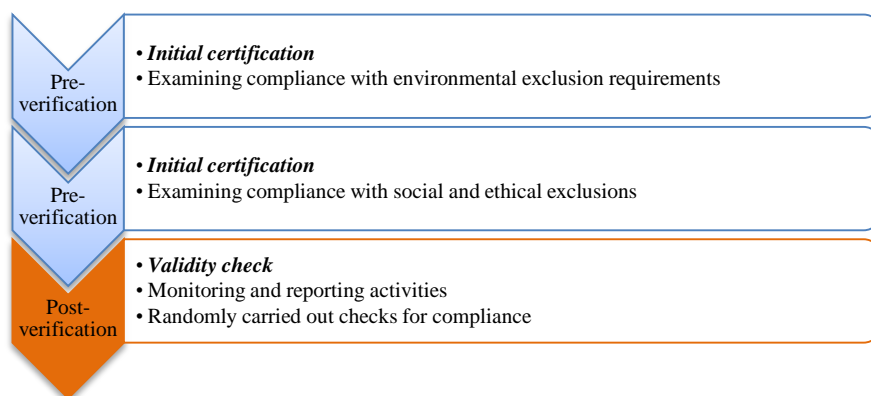 Pre-
verification
• Initial certification
• Examining compliance with environmental exclusion requirements
Pre-
verification
• Initial certification
• Examining compliance with social and ethical exclusions
Post-
verification
• Validity check
• Monitoring and reporting activities
• Randomly carried out checks for compliance